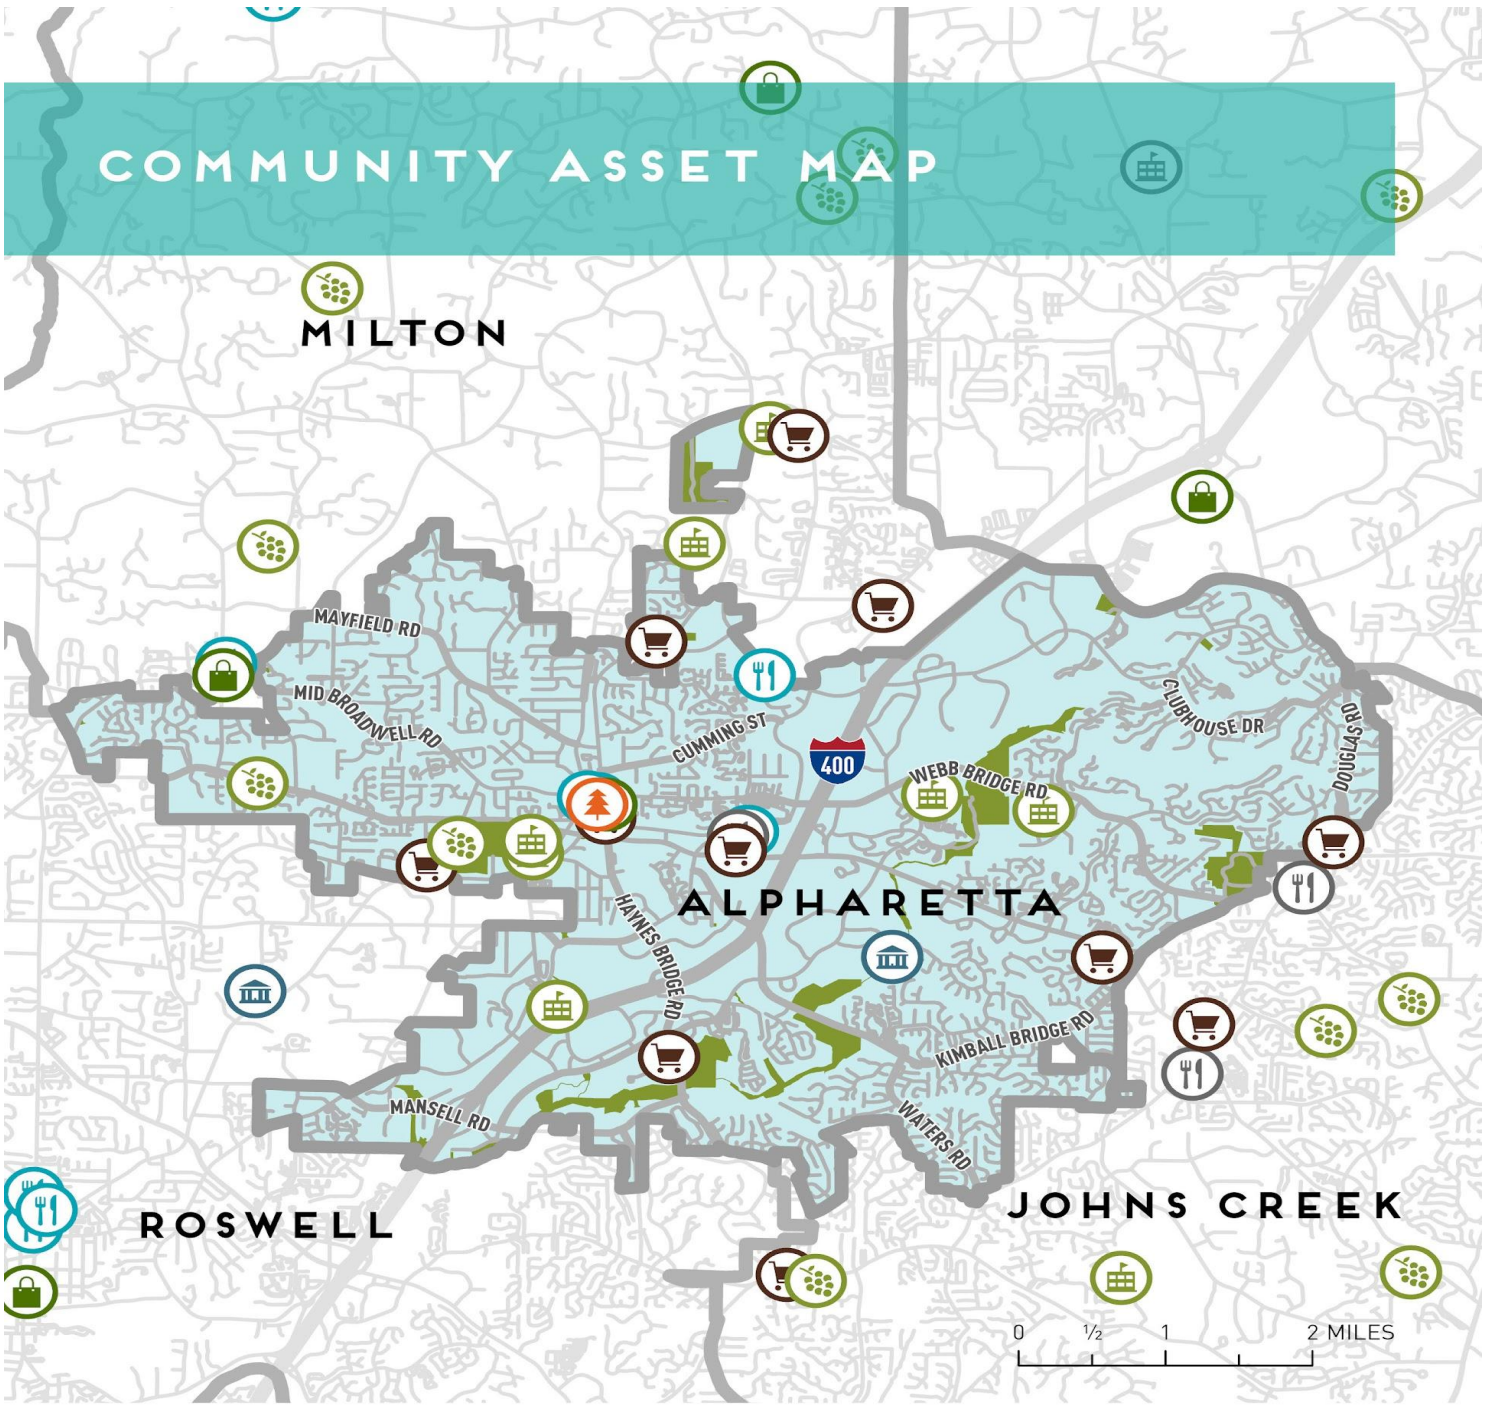 COMMUNITY ASSET MAP
MILTON
MAYFIELD RD
MID BROADWELL RD
CUMMING ST
CLUBHOUSE DR
DOUGLAS RD
400
WEBB BRIDGE RD
ALPHARETTA
HAYNES BRIDGE RD
KIMBALL BRIDGE RD
MANSELL RD
WATERS RD
ROSWELL
JOHNS CREEK
0 ½ 1 2 MILES